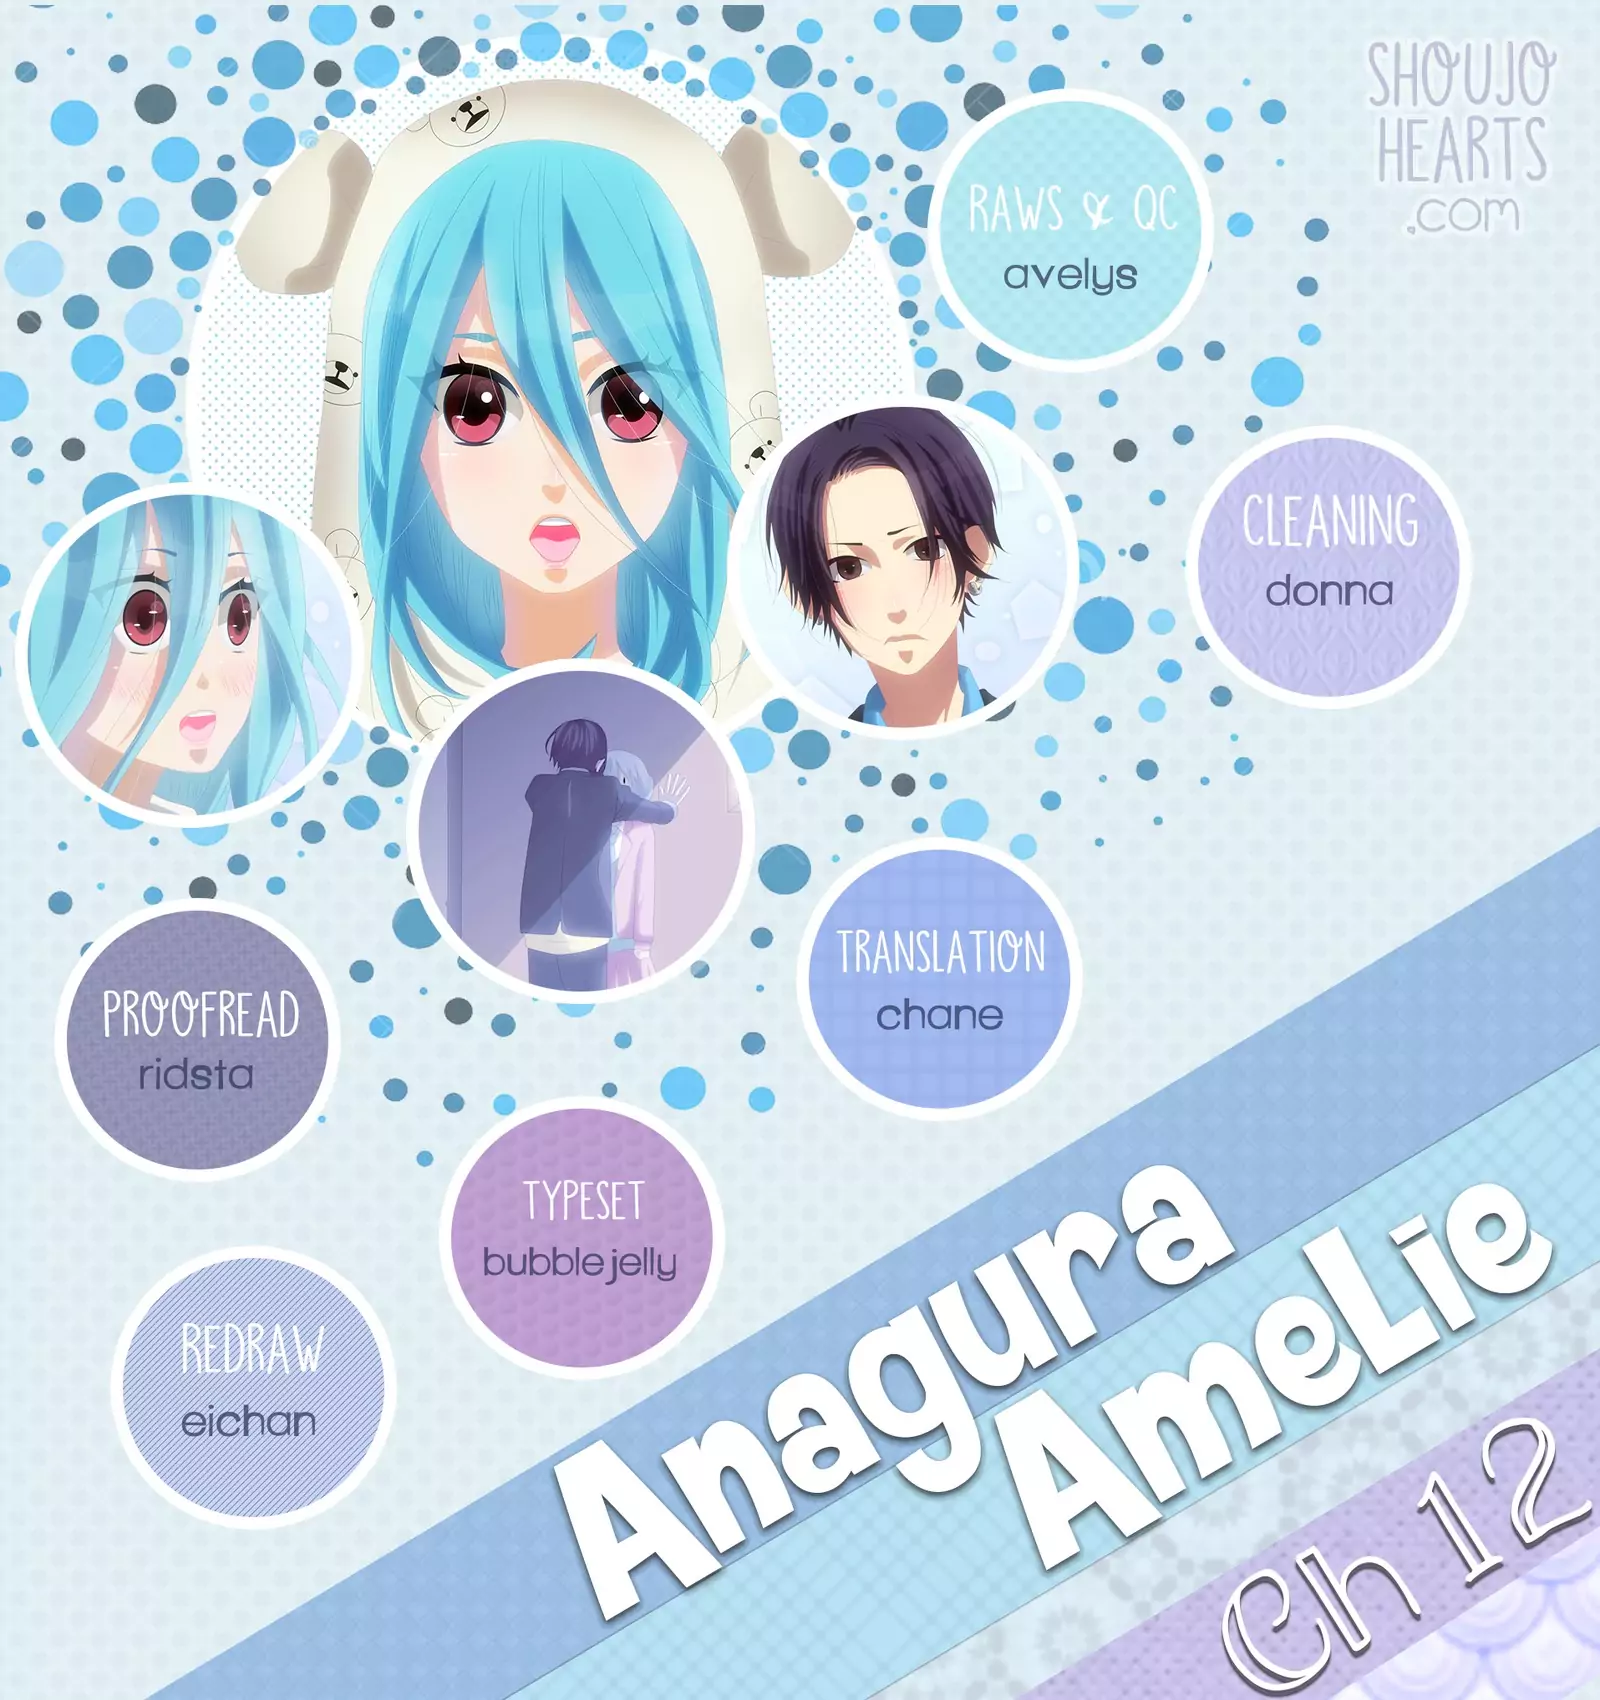 SHOUJO
HEARTS
.COM
RAWS & QC
avelys
CLEANING
donna
TRANSLATION
chane
PROOFREAD
ridsta
TYPESET
bubblejelly
REDRAW
eichan
Anagura
AmeLie
Ch 12